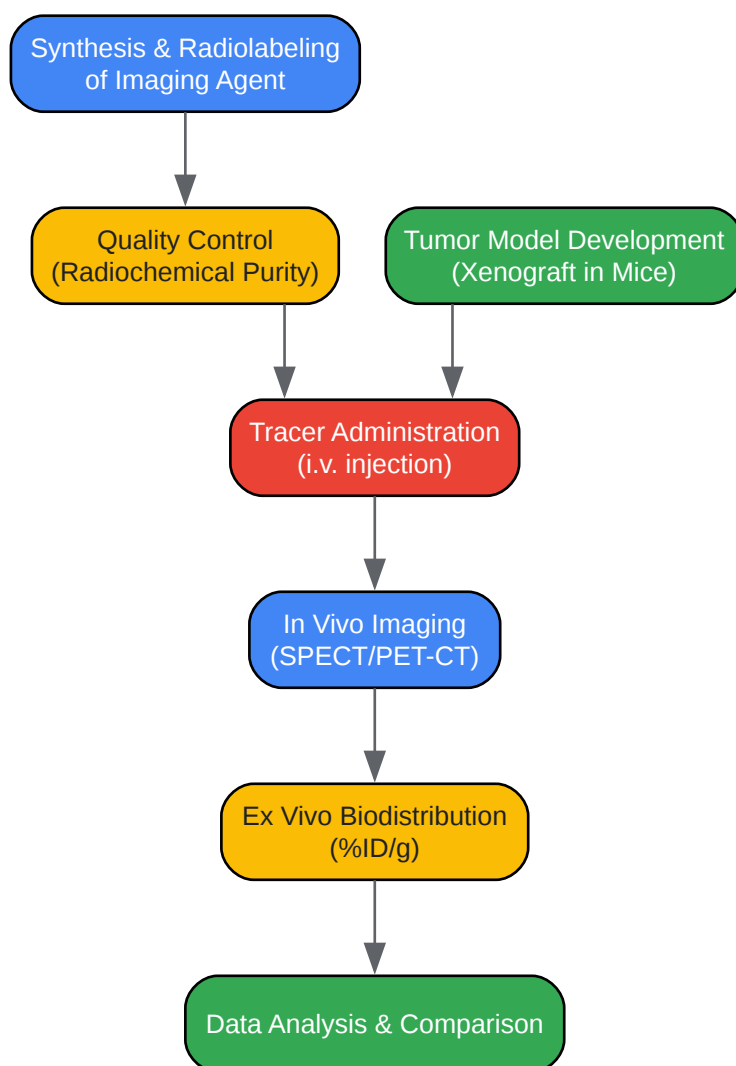 Synthesis & Radiolabeling
of Imaging Agent
Quality Control
(Radiochemical Purity)
Tumor Model Development
(Xenograft in Mice)
Tracer Administration
(i.v. injection)
In Vivo Imaging
(SPECT/PET-CT)
Ex Vivo Biodistribution
(%ID/g)
Data Analysis & Comparison